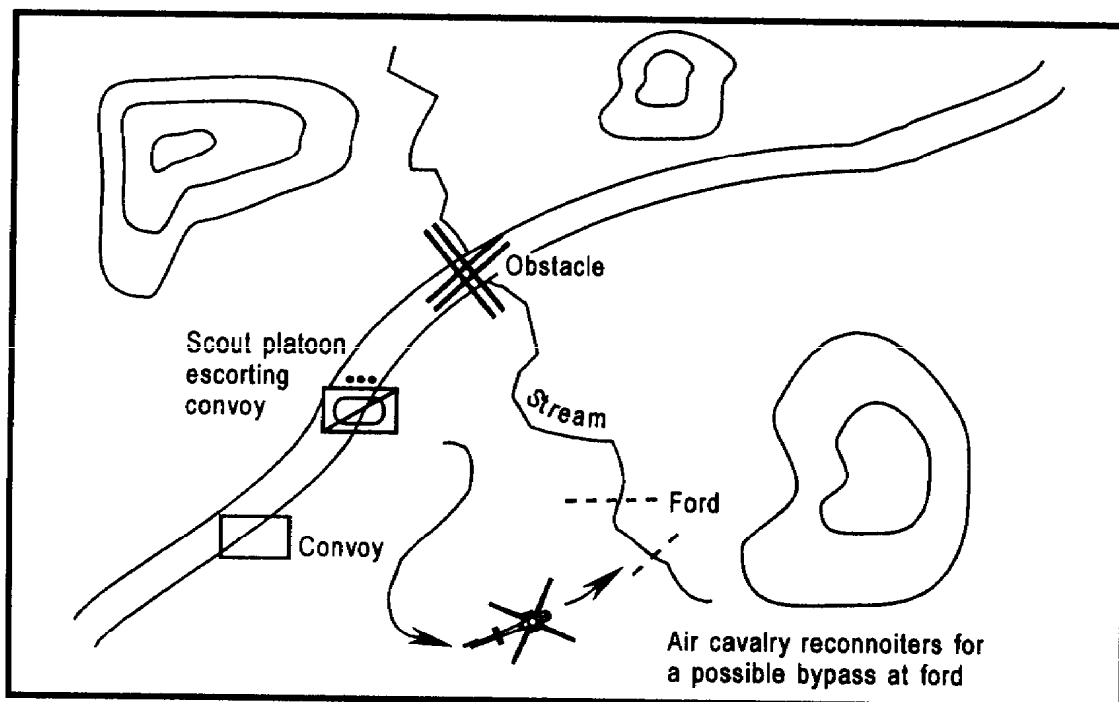 Obstacle
Scout platoon
escorting
convoy
Stream
Ford
Convoy
Air cavalry reconnoiters for
a possible bypass at ford